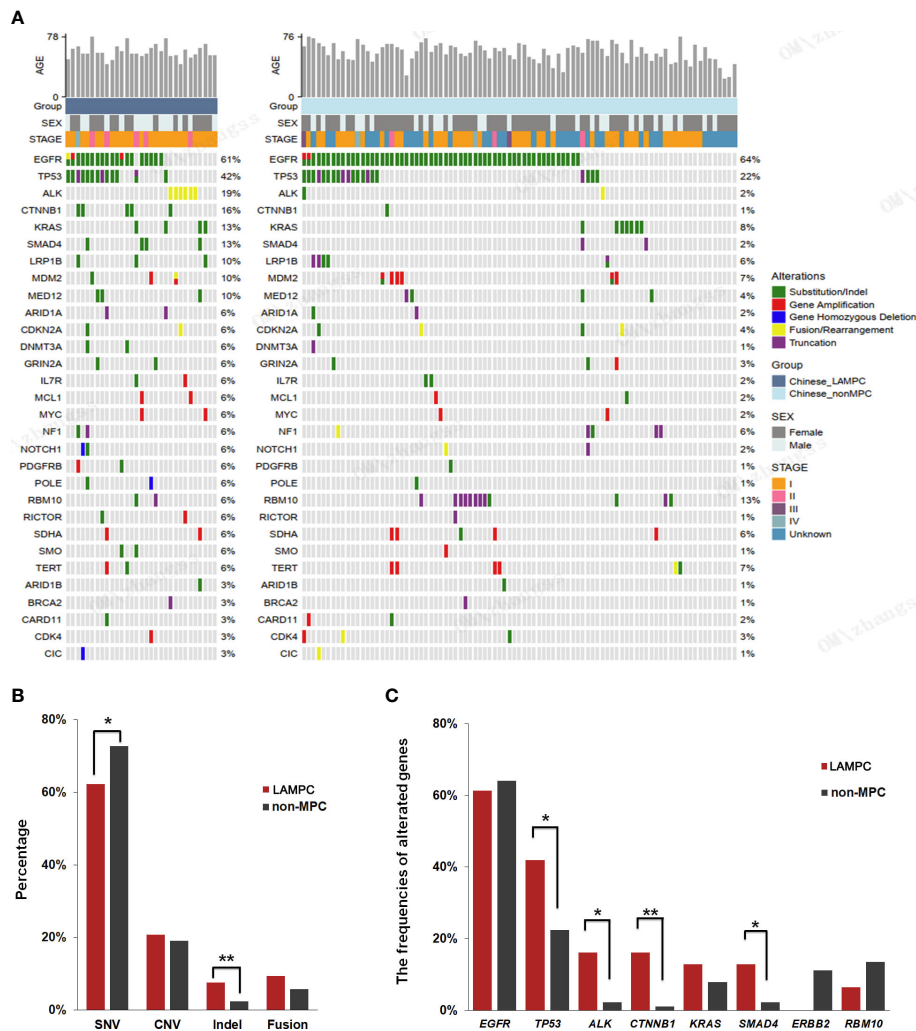 A
78
AGE
0
76
AGE
0
Group
SEX
STAGE
Group
SEX
STAGE
EGFR 61% EGFR 64%
TP53 42% TP53 22%
ALK 19% ALK 2%
CTNNB1 16% CTNNB1 1%
KRAS 13% KRAS 8%
SMAD4 13% SMAD4 2%
LRP1B 10% LRP1B 6%
MDM2 10% MDM2 7%
MED12 10% MED12 4%
ARID1A 6% ARID1A 2%
CDKN2A 6% CDKN2A 4%
DNMT3A 6% DNMT3A 1%
GRIN2A 6% GRIN2A 3%
IL7R 6% IL7R 2%
MCL1 6% MCL1 2%
MYC 6% MYC 2%
NF1 6% NF1 6%
NOTCH1 6% NOTCH1 2%
PDGFRB 6% PDGFRB 1%
POLE 6% POLE 1%
RBM10 6% RBM10 13%
RICTOR 6% RICTOR 1%
SDHA 6% SDHA 6%
SMO 6% SMO 1%
TERT 6% TERT 7%
ARID1B 3% ARID1B 1%
BRCA2 3% BRCA2 1%
CARD11 3% CARD11 2%
CDK4 3% CDK4 3%
CIC 3% CIC 1%
Alterations
Substitution/Indel
Gene Amplification
Gene Homozygous Deletion
Fusion/Rearrangement
Truncation
Group
Chinese_LAMPC
Chinese_nonMPC
SEX
Female
Male
STAGE
I
II
III
IV
Unknown
OM\zhangss
B
Percentage
80%
60%
40%
20%
0%
*
**
LAMPC
non-MPC
SNV CNV Indel Fusion
C
The frequencies of alterated genes
80%
60%
40%
20%
0%
*
*
**
*
LAMPC
non-MPC
EGFR TP53 ALK CTNNB1 KRAS SMAD4 ERBB2 RBM10